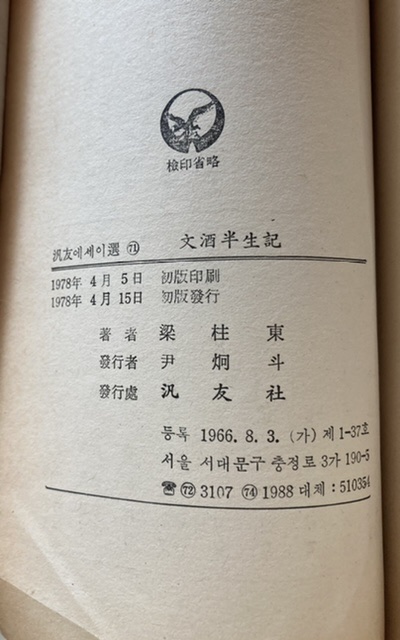 檢印省略
汎友에세이選 ㉛ 文酒半生記
1978年 4月 5日 初版印刷
1978年 4月 15日 初版發行
著者 梁柱東
發行者 尹炯斗
發行處 汎友社
등록 1966. 8. 3. (가) 제 1-37호
서울 서대문구 충정로 3가 190-5
☎ (72) 3107 (74) 1988 대체 : 510354